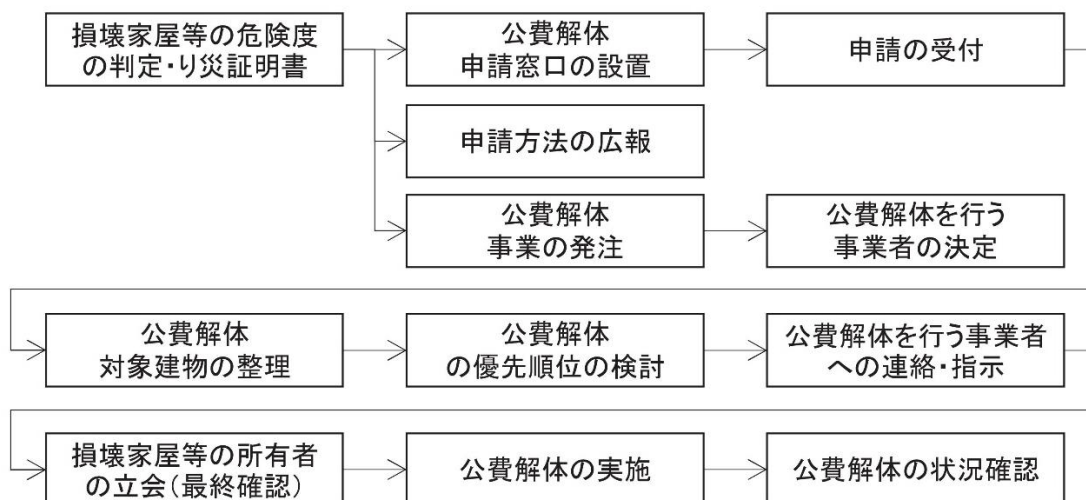 損壊家屋等の危険度
の判定・り災証明書
公費解体
申請窓口の設置
申請の受付
申請方法の広報
公費解体
事業の発注
公費解体を行う
事業者の決定
公費解体
対象建物の整理
公費解体
の優先順位の検討
公費解体を行う事業者
への連絡・指示
損壊家屋等の所有者
の立会(最終確認)
公費解体の実施
公費解体の状況確認